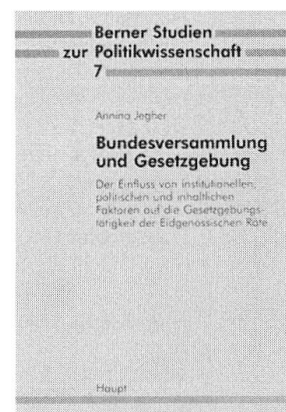 Berner Studien
zur Politikwissenschaft
7
Annina Jegher
Bundesversammlung
und Gesetzgebung
Der Einfluss von institutionellen,
politischen und inhaltlichen
Faktoren auf die Gesetzgebungs-
tätigkeit der Eidgenössischen Räte
Haupt